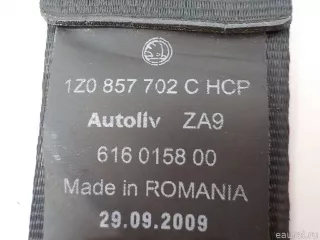 1Z0 857 702 C HCP
Autoliv ZA9
616 0158 00
Made in ROMANIA
29.09.2009